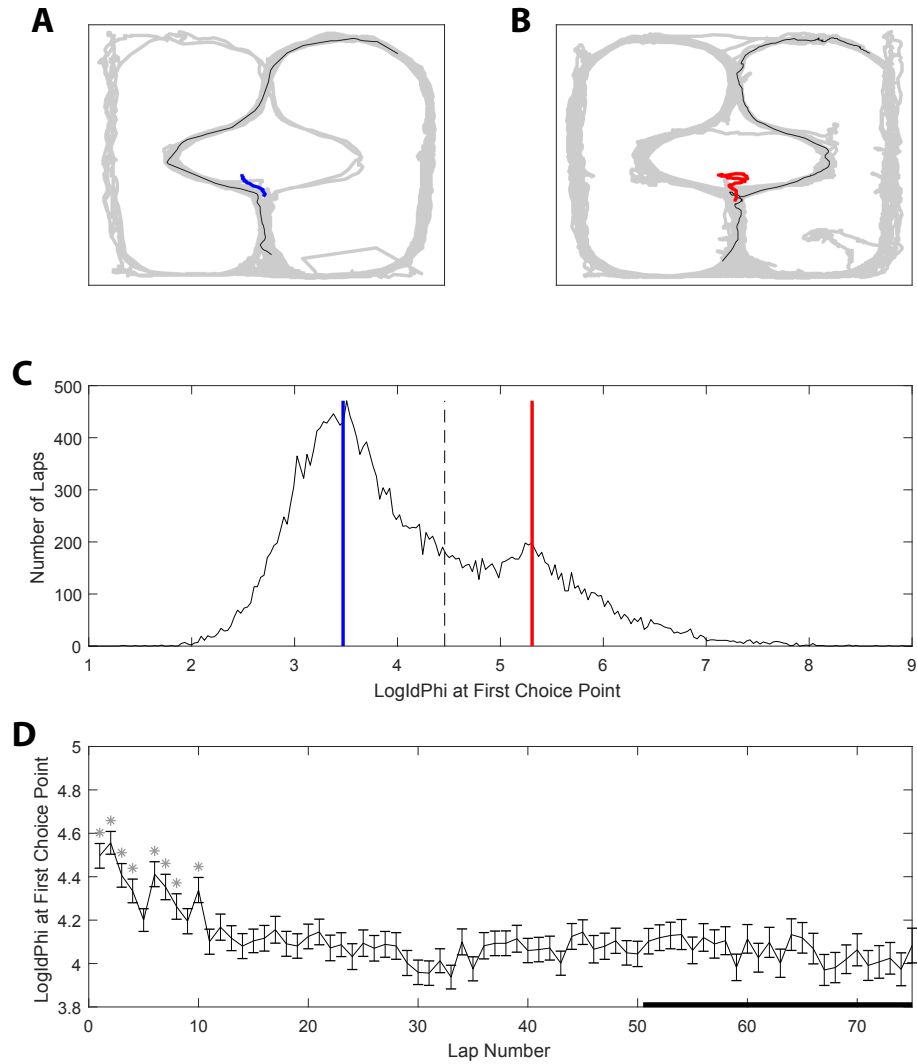 A
B
C
500
400
300
200
100
0
Number of Laps
1 2 3 4 5 6 7 8 9
LogIdPhi at First Choice Point
D
5
4.8
4.6
4.4
4.2
4
3.8
LogIdPhi at First Choice Point
* * * * * * * *
0 10 20 30 40 50 60 70
Lap Number